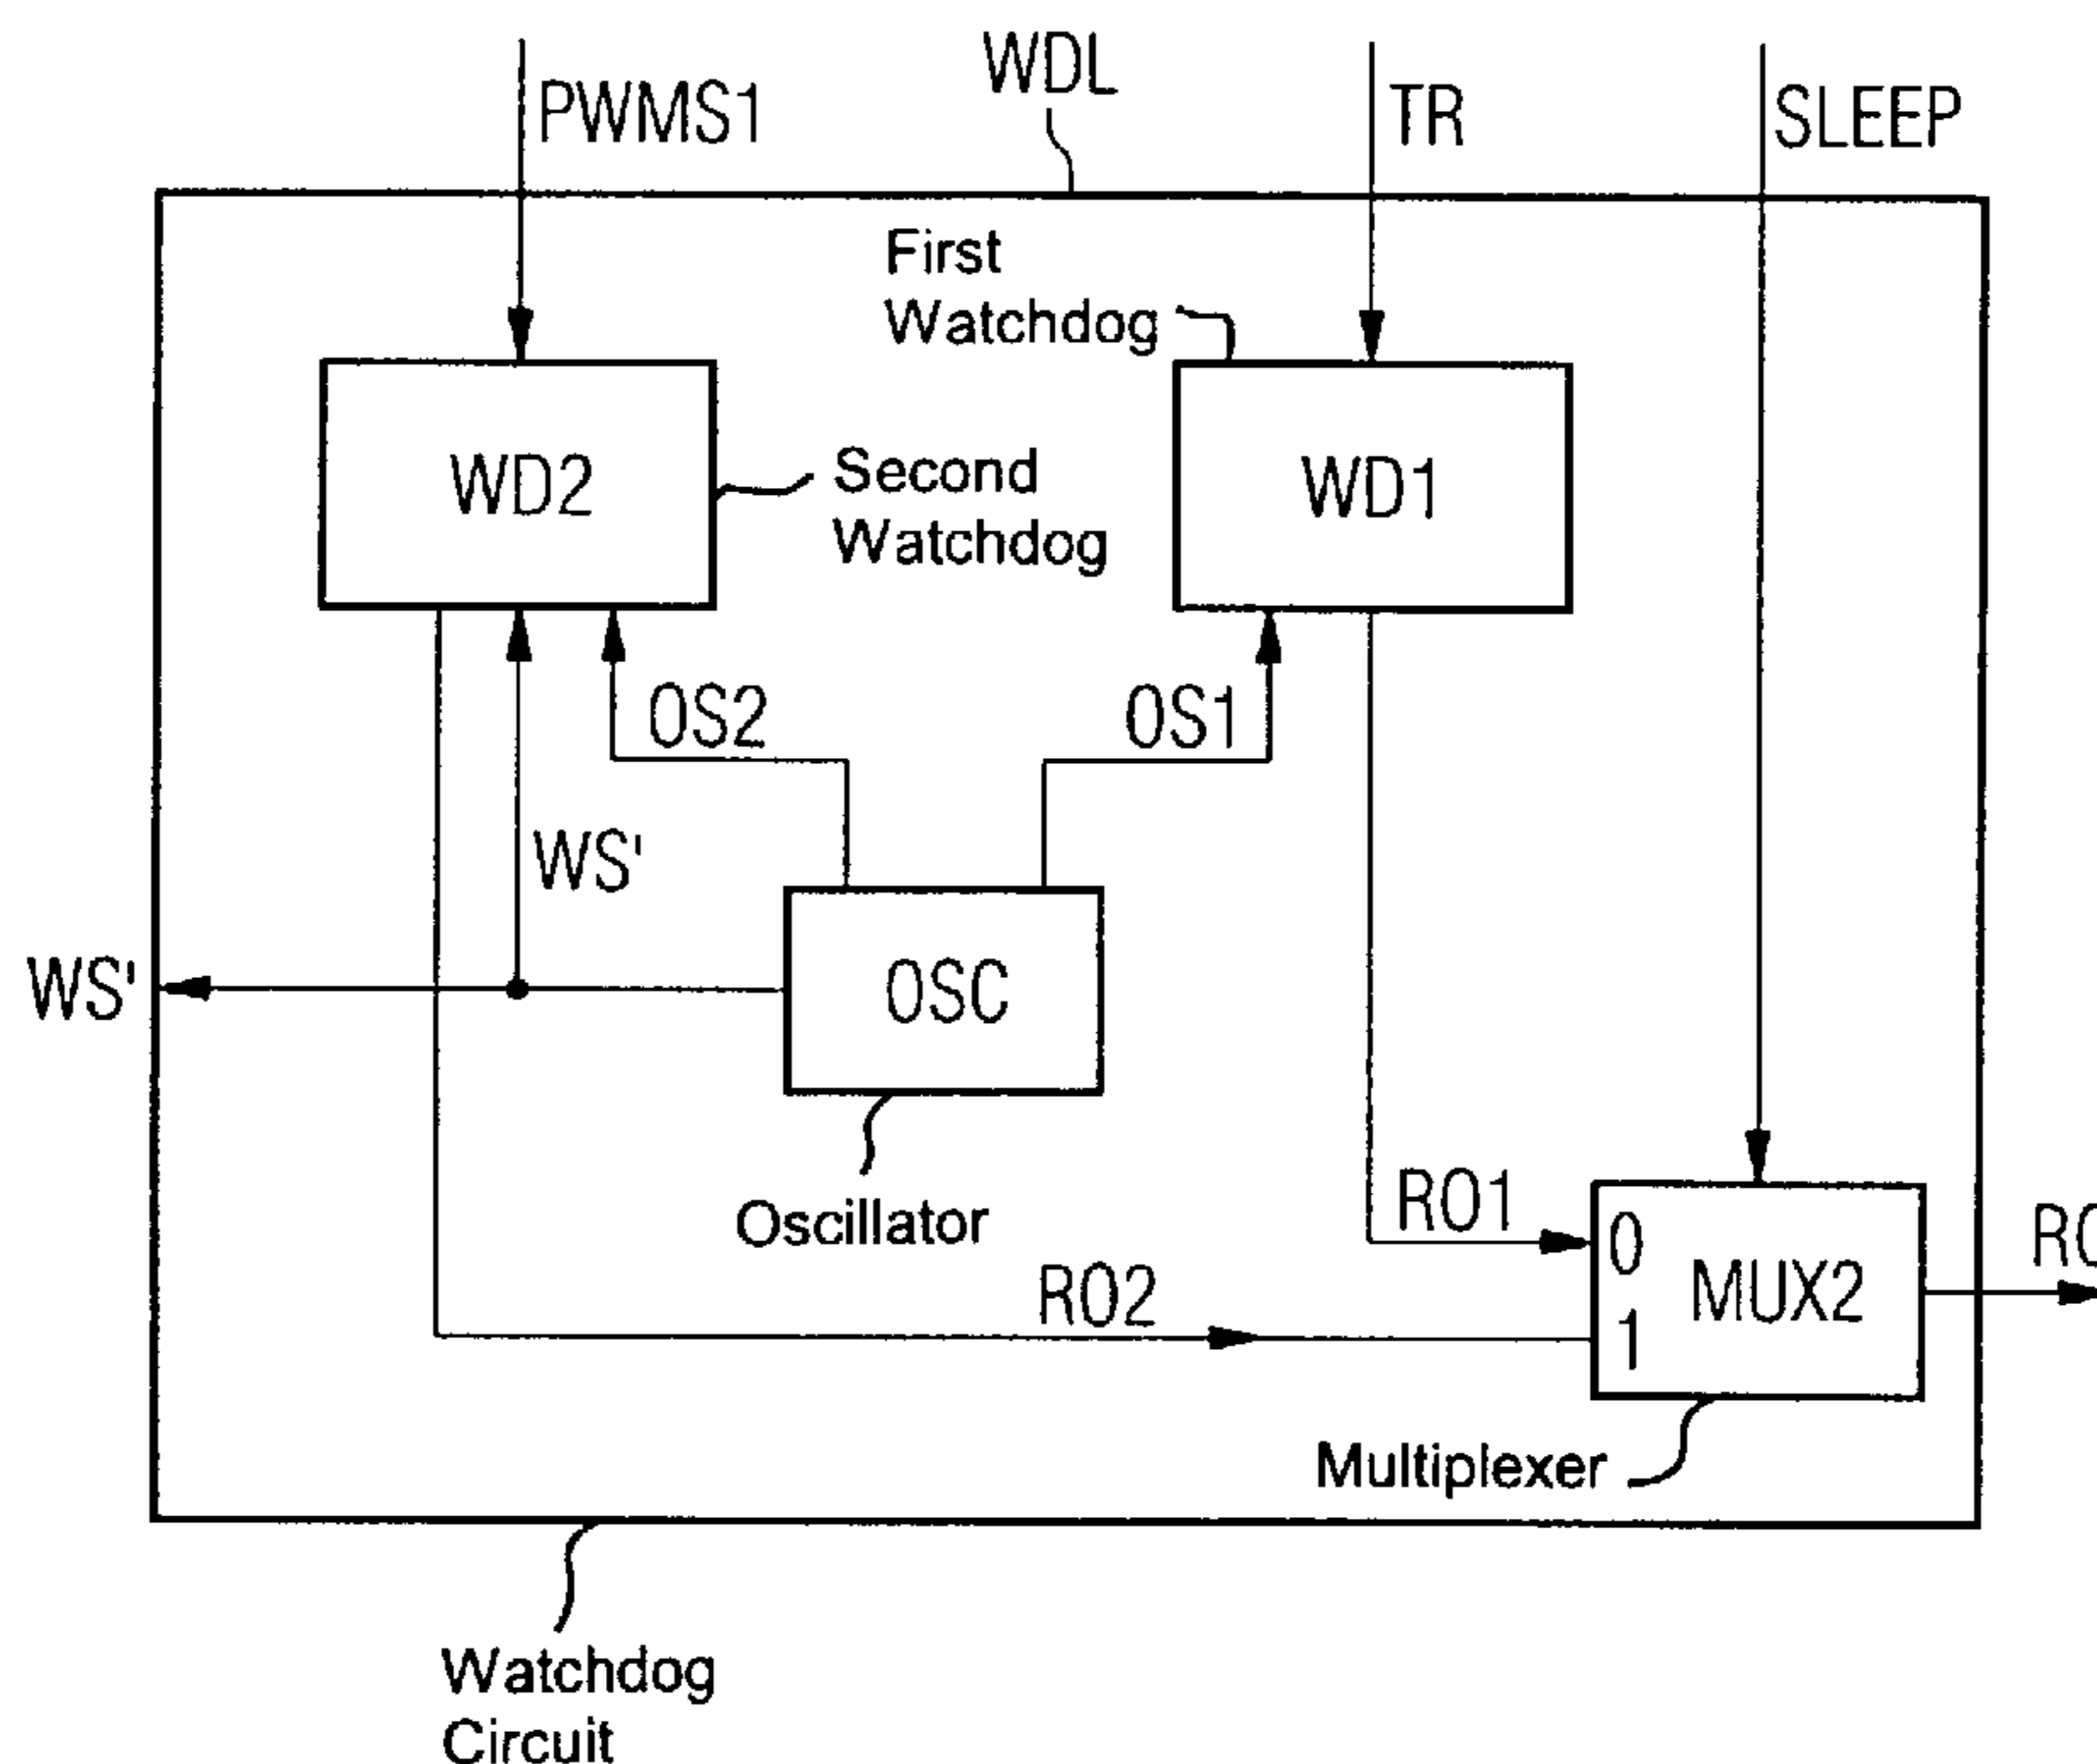 WDL
PWMS1
TR
SLEEP
First
Watchdog
WD2
Second
Watchdog
WD1
OS2
OS1
WS'
WS'
OSC
Oscillator
RO1
RO2
0
1
MUX2
RO
Multiplexer
Watchdog
Circuit